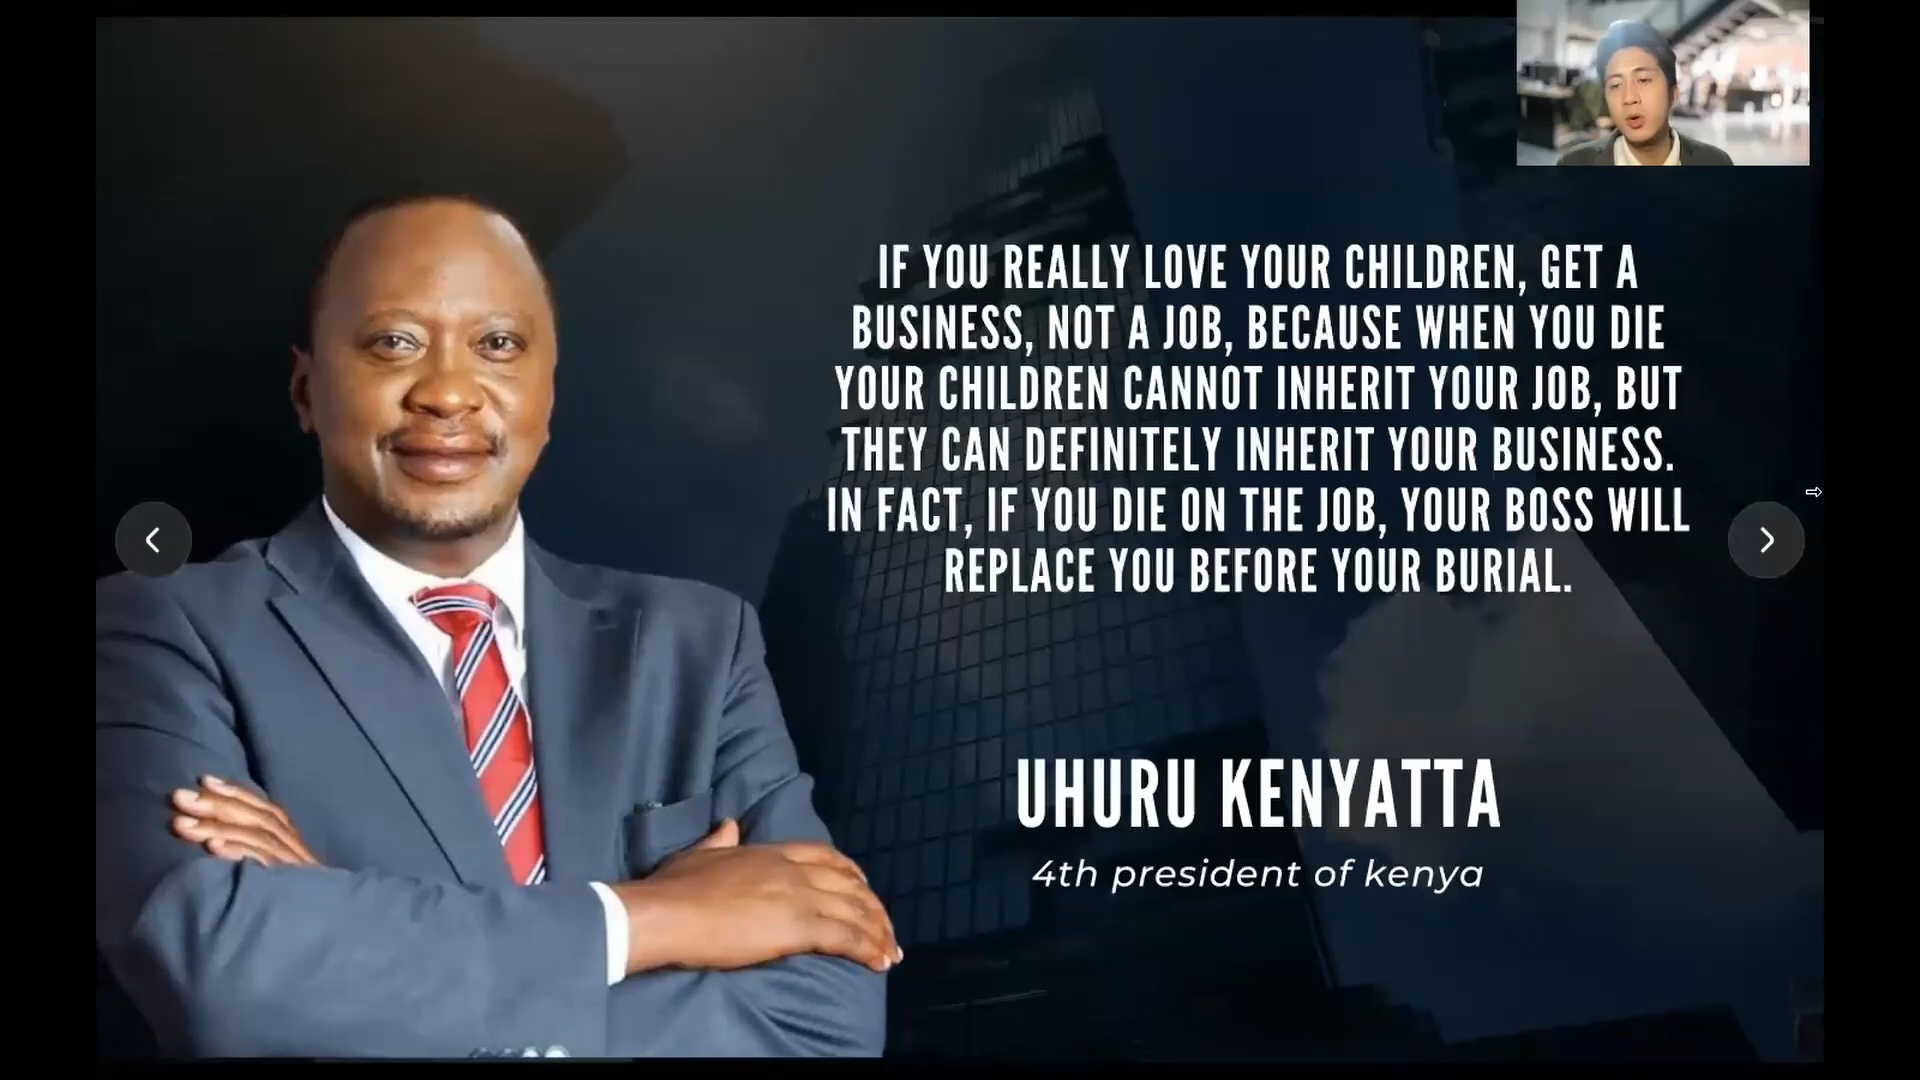 IF YOU REALLY LOVE YOUR CHILDREN, GET A
BUSINESS, NOT A JOB, BECAUSE WHEN YOU DIE
YOUR CHILDREN CANNOT INHERIT YOUR JOB, BUT
THEY CAN DEFINITELY INHERIT YOUR BUSINESS.
IN FACT, IF YOU DIE ON THE JOB, YOUR BOSS WILL
REPLACE YOU BEFORE YOUR BURIAL.
UHURU KENYATTA
4th president of kenya